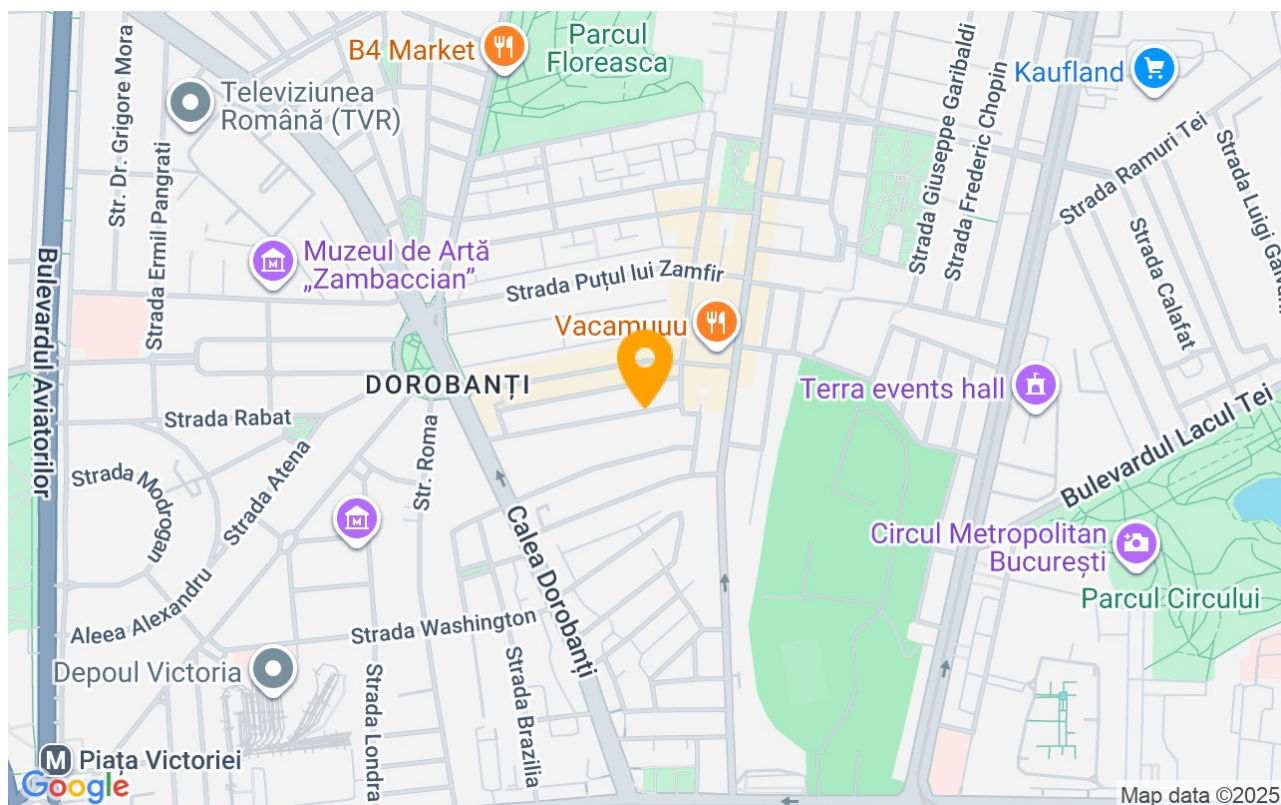 B4 Market
Parcul
Floreasca
Kaufland
Televiziunea
Română (TVR)
Str. Dr. Grigore Mora
Strada Ermil Pangrati
Strada Giuseppe Garibaldi
Strada Frederic Chopin
Strada Ramuri Tei
Strada Calafat
Muzeul de Artă
„Zambaccian”
Strada Puțul lui Zamfir
Vacamuuu
Bulevardul Aviatorilor
DOROBANȚI
Terra events hall
Strada Rabat
Strada Modrogan
Strada Atena
Str. Roma
Bulevardul Lacul Tei
Calea Dorobanți
Circul Metropolitan
București
Parcul Circului
Aleea Alexandru
Strada Washington
Depoul Victoria
Strada Londra
Strada Brazilia
M Piața Victoriei
Google
Map data ©2025